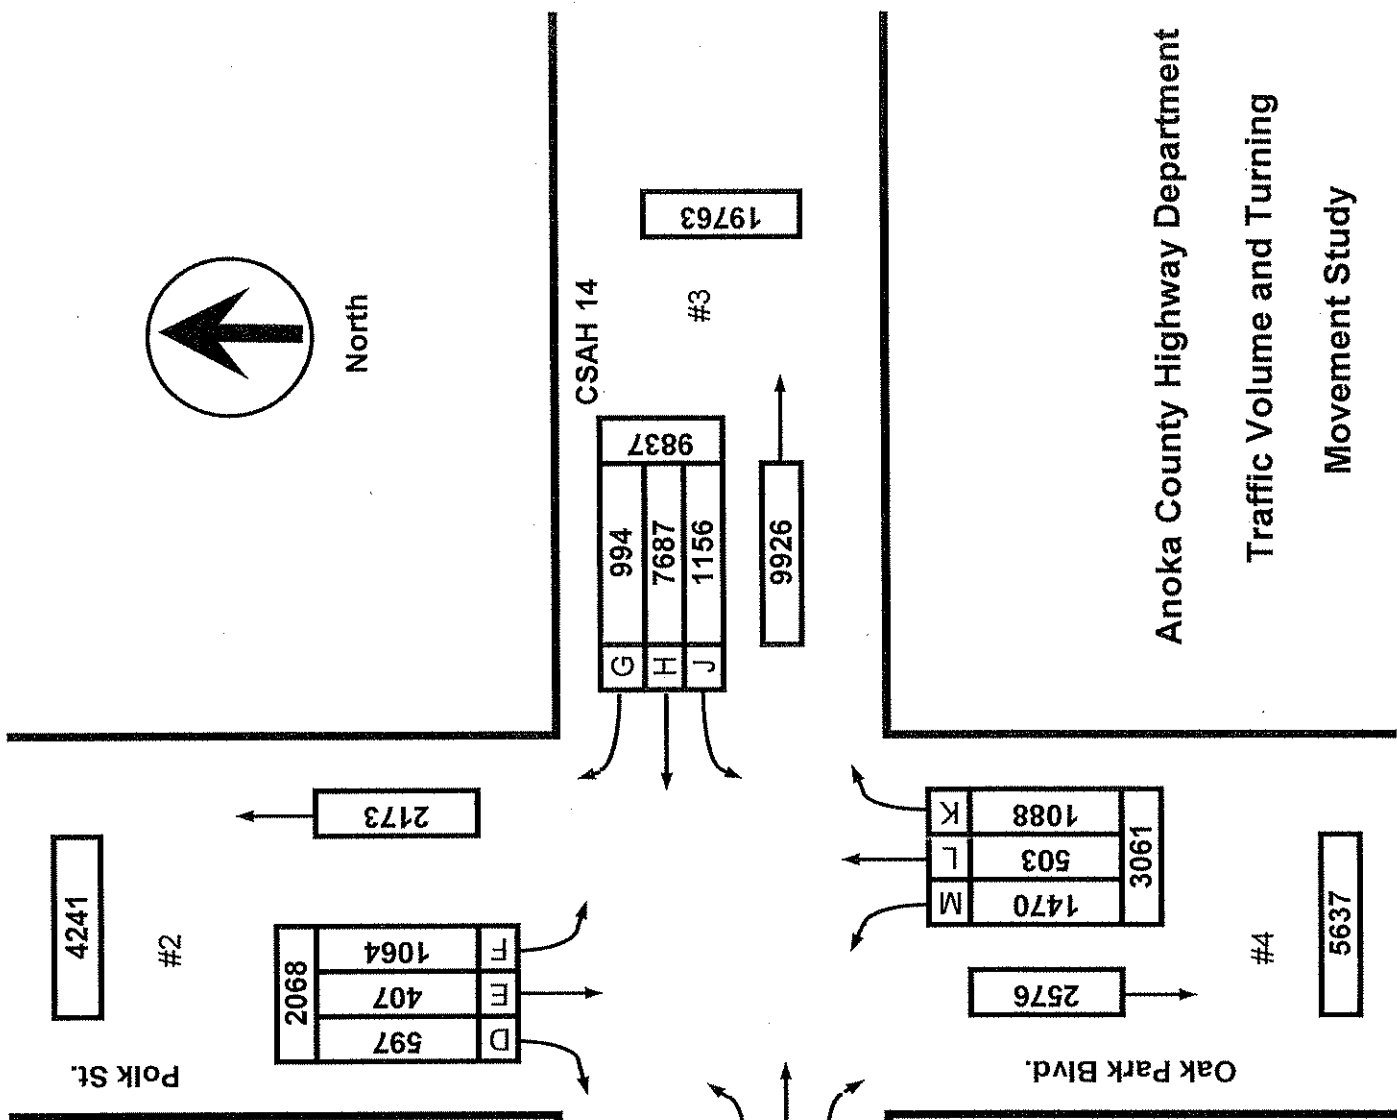 4241
#2
Polk St.
2173
2068
597
407
1064
D
E
F
North
CSAH 14
G
994
H
7687
J
1156
9837
9926
#3
19763
M
L
K
1470
503
1088
3061
2576
#4
5637
Oak Park Blvd.
Anoka County Highway Department
Traffic Volume and Turning
Movement Study